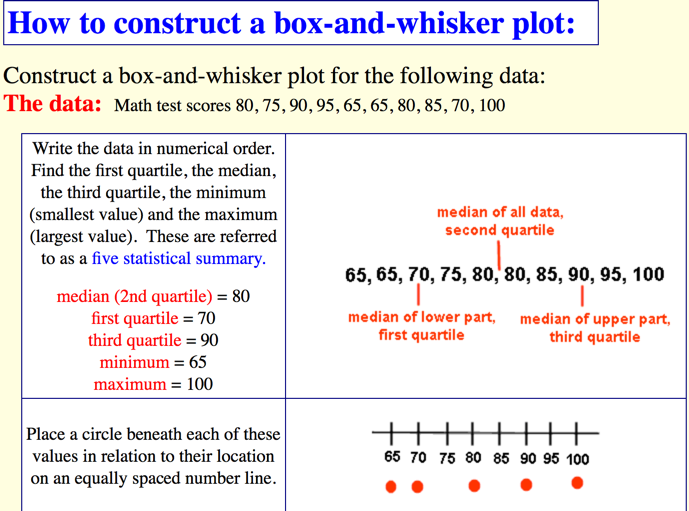 How to construct a box-and-whisker plot:
Construct a box-and-whisker plot for the following data:
The data: Math test scores 80, 75, 90, 95, 65, 65, 80, 85, 70, 100
Write the data in numerical order.
Find the first quartile, the median,
the third quartile, the minimum
(smallest value) and the maximum
(largest value). These are referred
to as a five statistical summary.
median (2nd quartile) = 80
first quartile = 70
third quartile = 90
minimum = 65
maximum = 100
median of all data,
second quartile
65, 65, 70, 75, 80, 80, 85, 90, 95, 100
median of lower part,
first quartile
median of upper part,
third quartile
Place a circle beneath each of these
values in relation to their location
on an equally spaced number line.
65 70 75 80 85 90 95 100